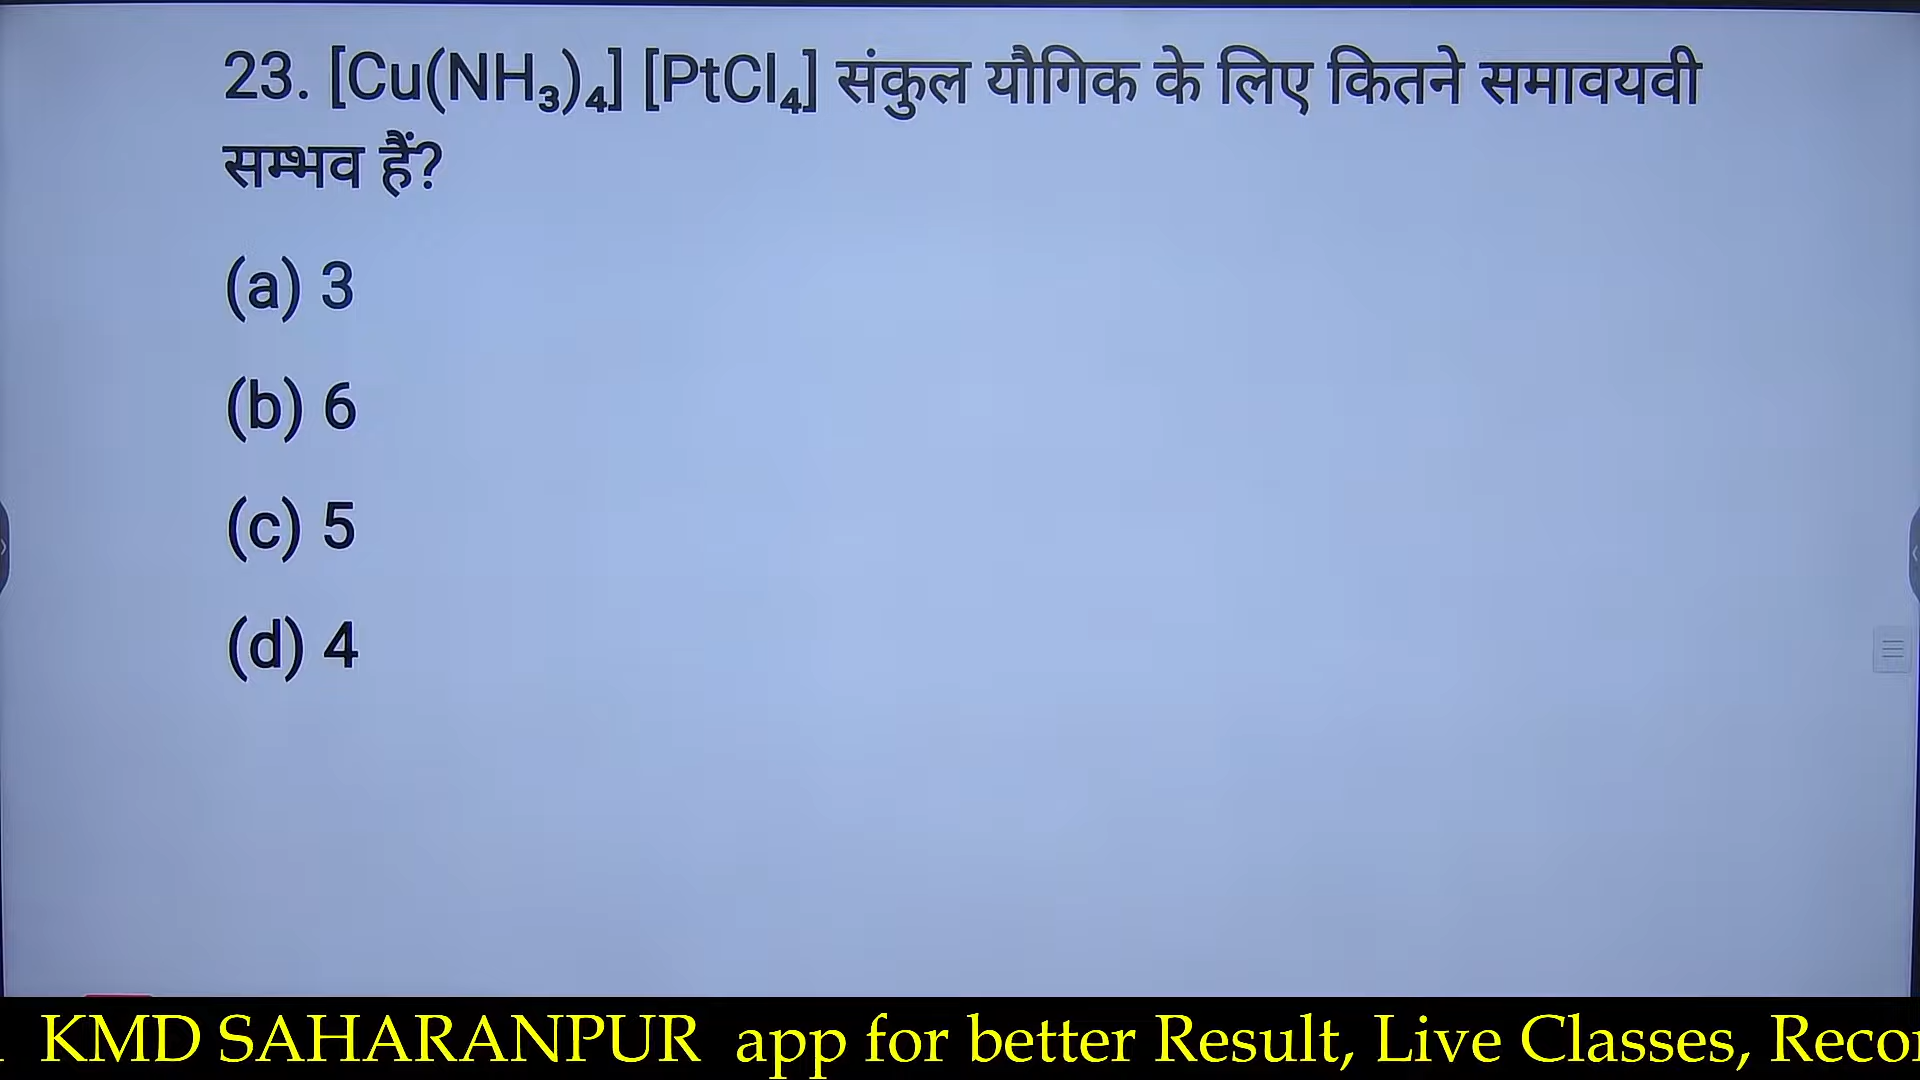 23. [Cu(NH₃)₄] [PtCl₄] संकुल यौगिक के लिए कितने समावयवी
सम्भव हैं?
(a) 3
(b) 6
(c) 5
(d) 4
KMD SAHARANPUR app for better Result, Live Classes, Reco